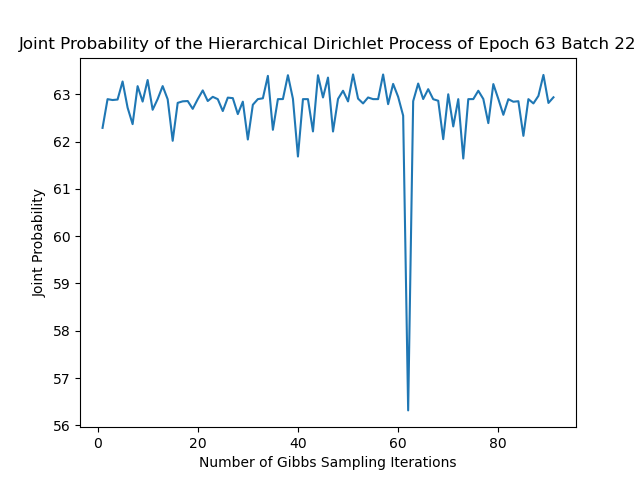 Joint Probability of the Hierarchical Dirichlet Process of Epoch 63 Batch 22
63
62
61
60
59
58
57
56
Joint Probability
0 20 40 60 80
Number of Gibbs Sampling Iterations